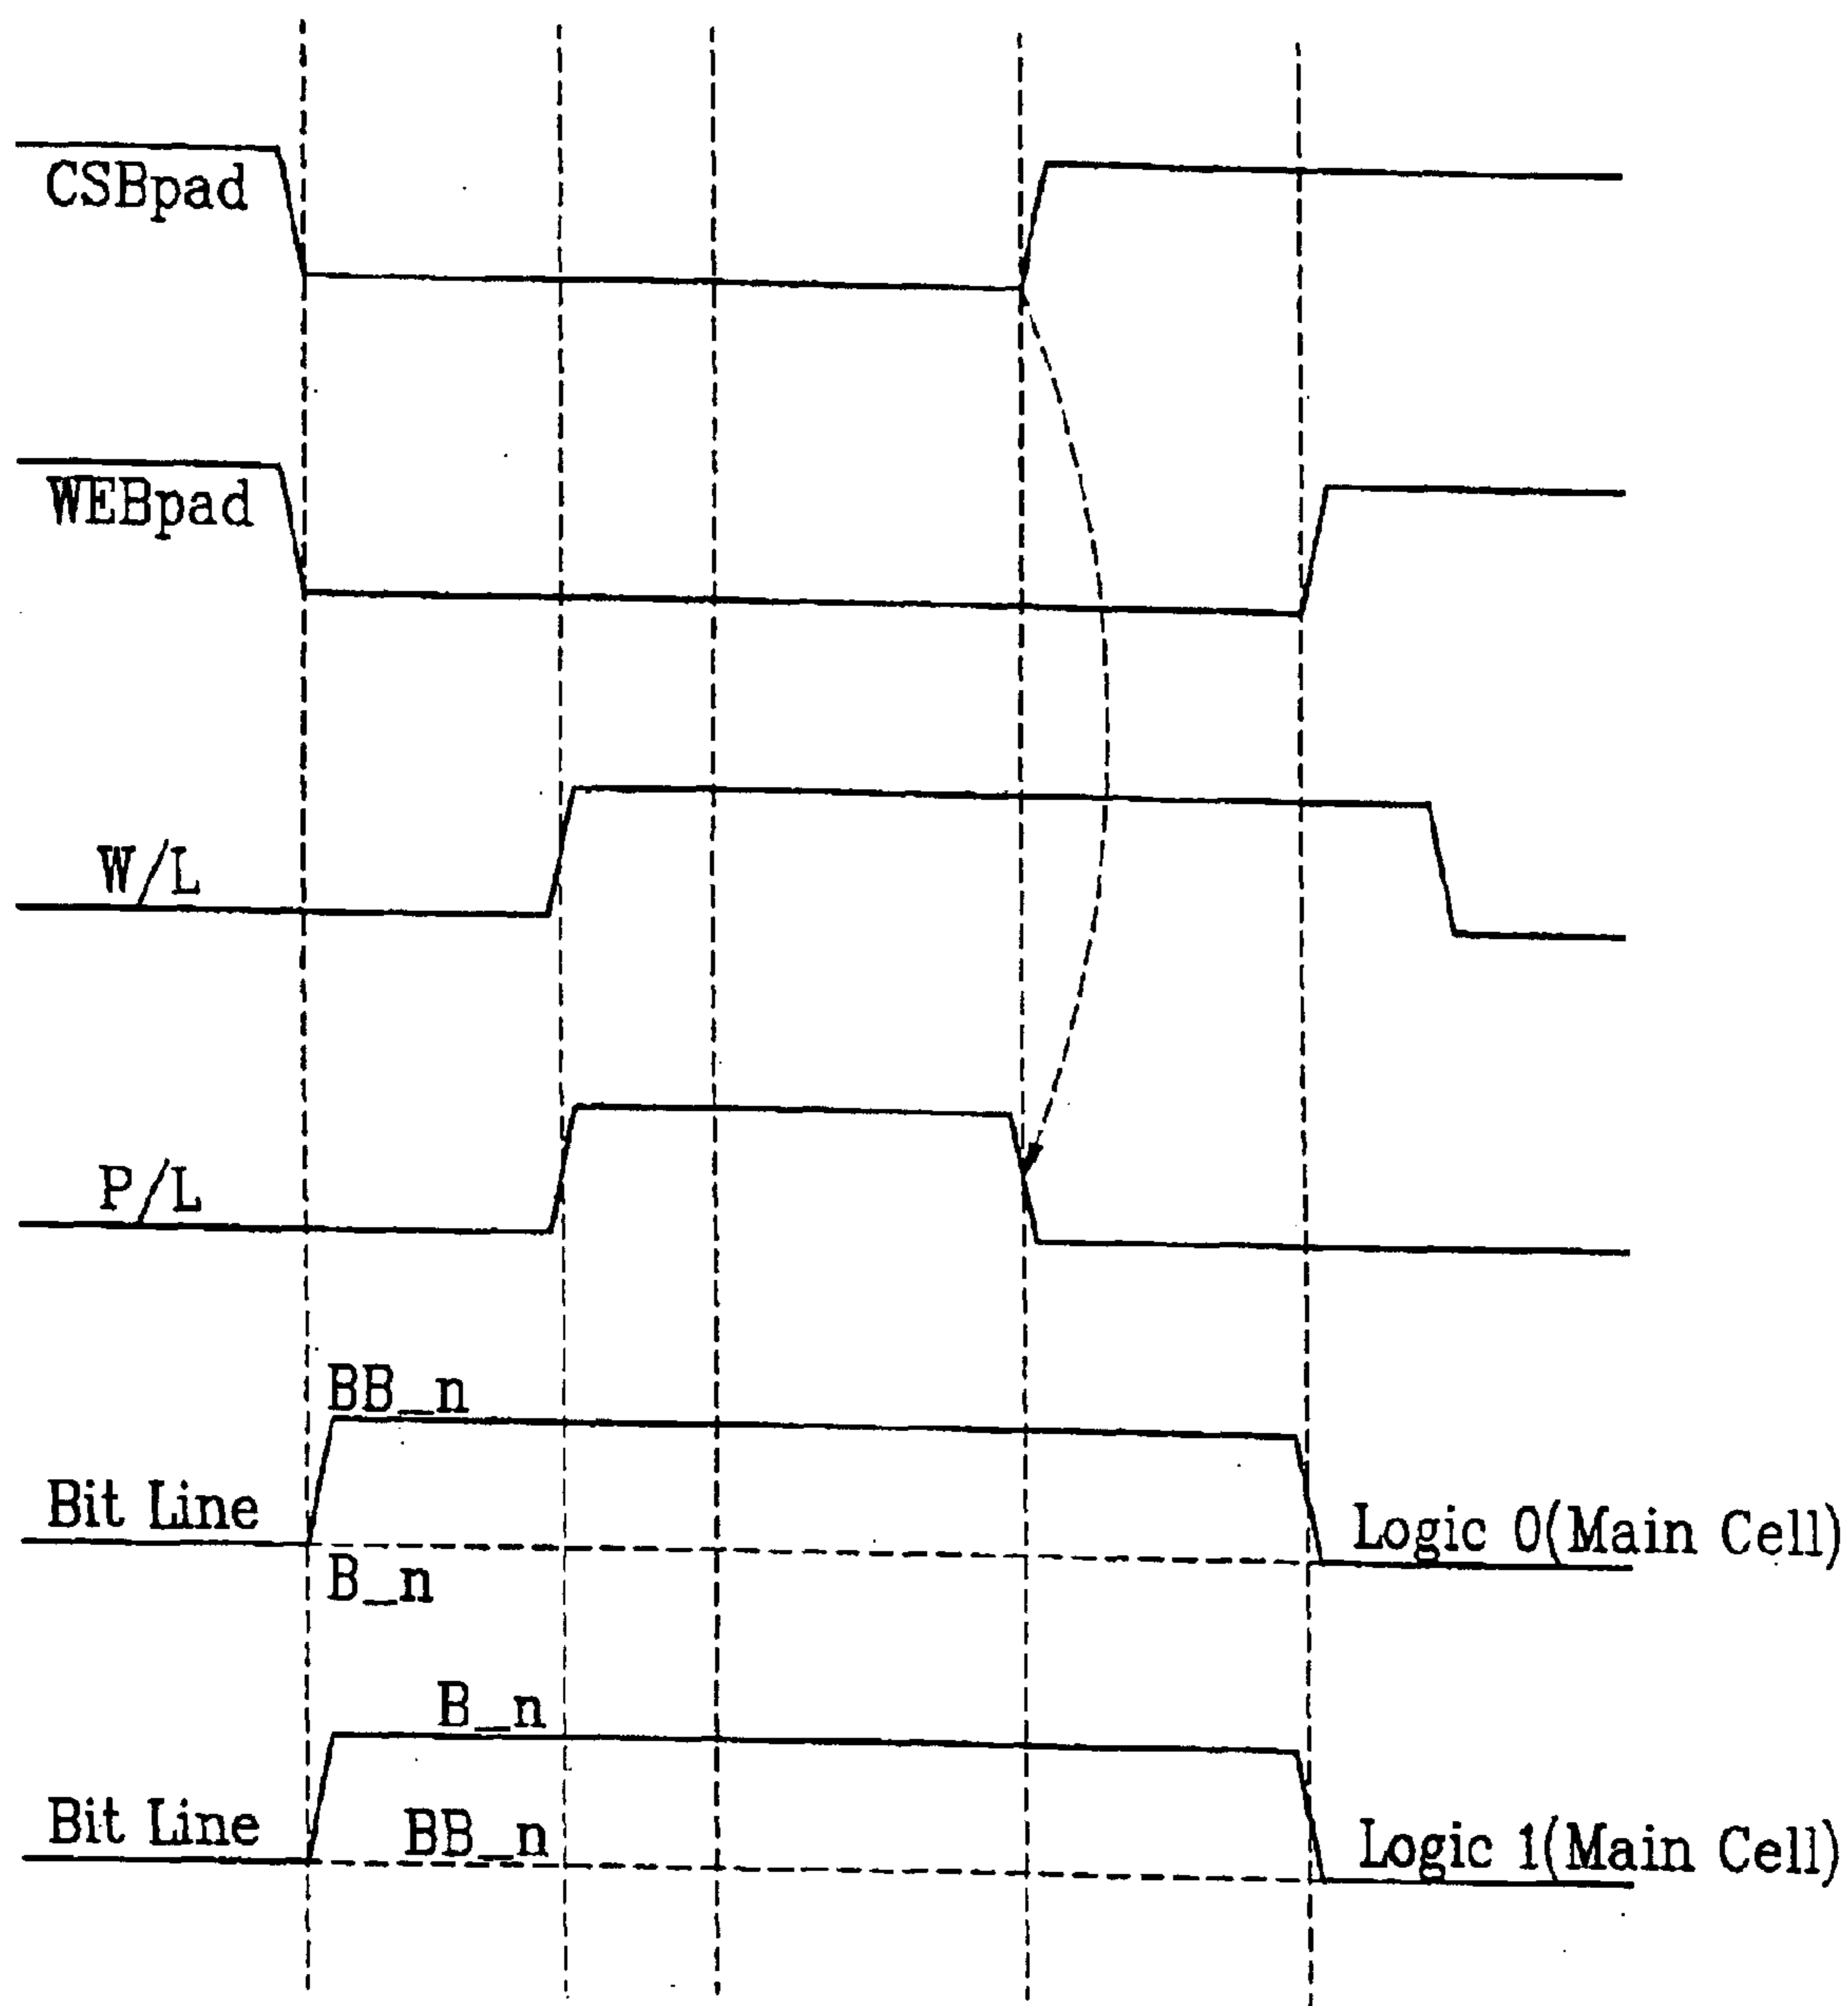 CSBpad
WEBpad
W/L
P/L
BB_n
Bit Line
Logic 0(Main Cell)
B_n
B_n
Bit Line
BB_n
Logic 1(Main Cell)